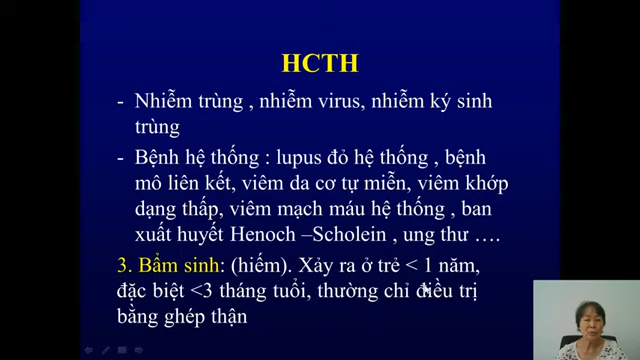 HCTH
- Nhiễm trùng , nhiễm virus, nhiễm ký sinh
trùng
- Bệnh hệ thống : lupus đỏ hệ thống , bệnh
mô liên kết, viêm da cơ tự miễn, viêm khớp
dạng thấp, viêm mạch máu hệ thống , ban
xuất huyết Henoch –Scholein , ung thư ….
3. Bẩm sinh: (hiếm). Xảy ra ở trẻ < 1 năm,
đặc biệt <3 tháng tuổi, thường chỉ điều trị
bằng ghép thận